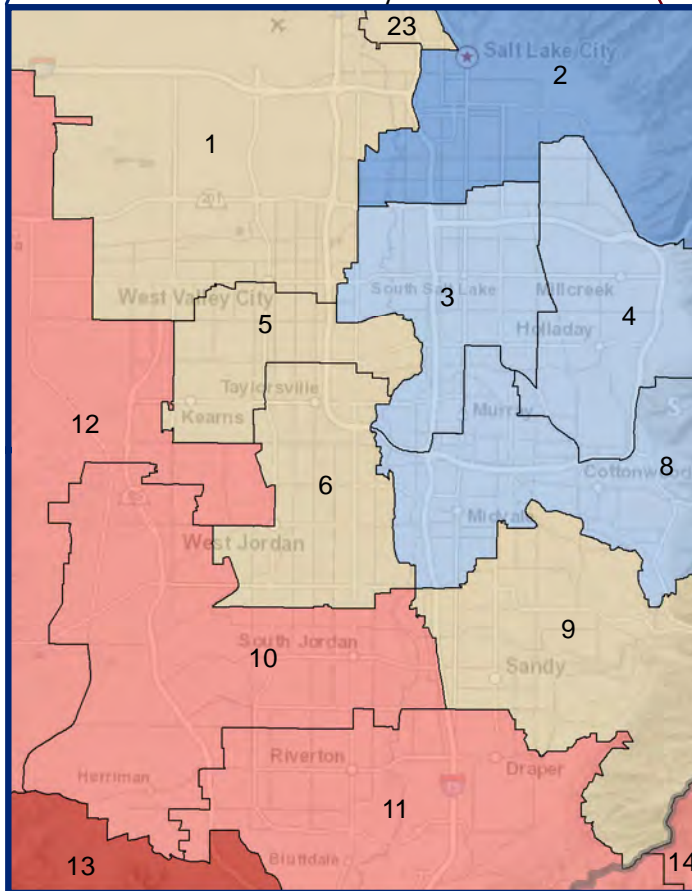 23
Salt Lake City
2
1
201
West Valley City
South Salt Lake
3
Millcreek
4
5
Holladay
Taylorsville
Kearns
Murray
12
8
6
Cottonwood
Midvale
West Jordan
9
South Jordan
10
Sandy
Riverton
Draper
Herriman
11
13
Bluffdale
14